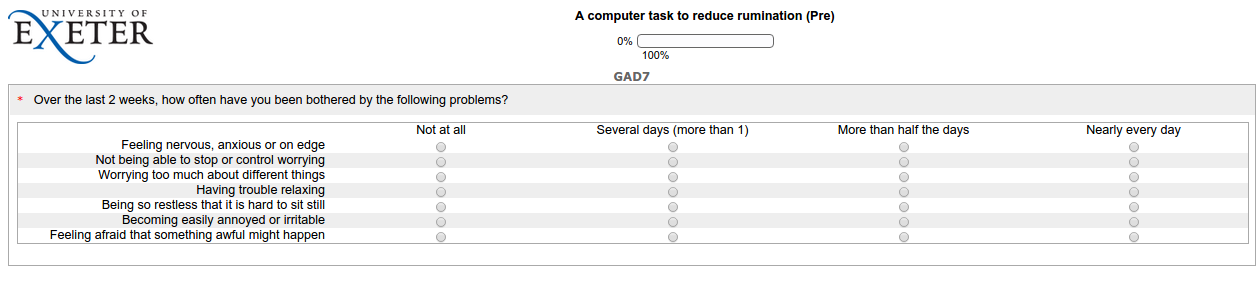 UNIVERSITY OF
EXETER
A computer task to reduce rumination (Pre)
0%
100%
GAD7
* Over the last 2 weeks, how often have you been bothered by the following problems?
Not at all Several days (more than 1) More than half the days Nearly every day
Feeling nervous, anxious or on edge
Not being able to stop or control worrying
Worrying too much about different things
Having trouble relaxing
Being so restless that it is hard to sit still
Becoming easily annoyed or irritable
Feeling afraid that something awful might happen